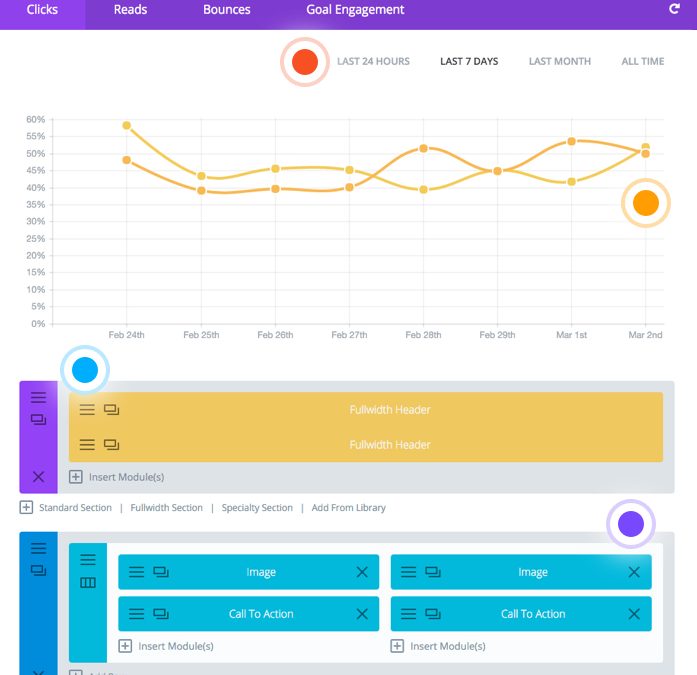 Clicks Reads Bounces Goal Engagement
LAST 24 HOURS LAST 7 DAYS LAST MONTH ALL TIME
60%
55%
50%
45%
40%
35%
30%
25%
20%
15%
10%
5%
0%
Feb 24th Feb 25th Feb 26th Feb 27th Feb 28th Feb 29th Mar 1st Mar 2nd
Fullwidth Header
Fullwidth Header
Insert Module(s)
Standard Section | Fullwidth Section | Specialty Section | Add From Library
Image Image
Call To Action Call To Action
Insert Module(s) Insert Module(s)